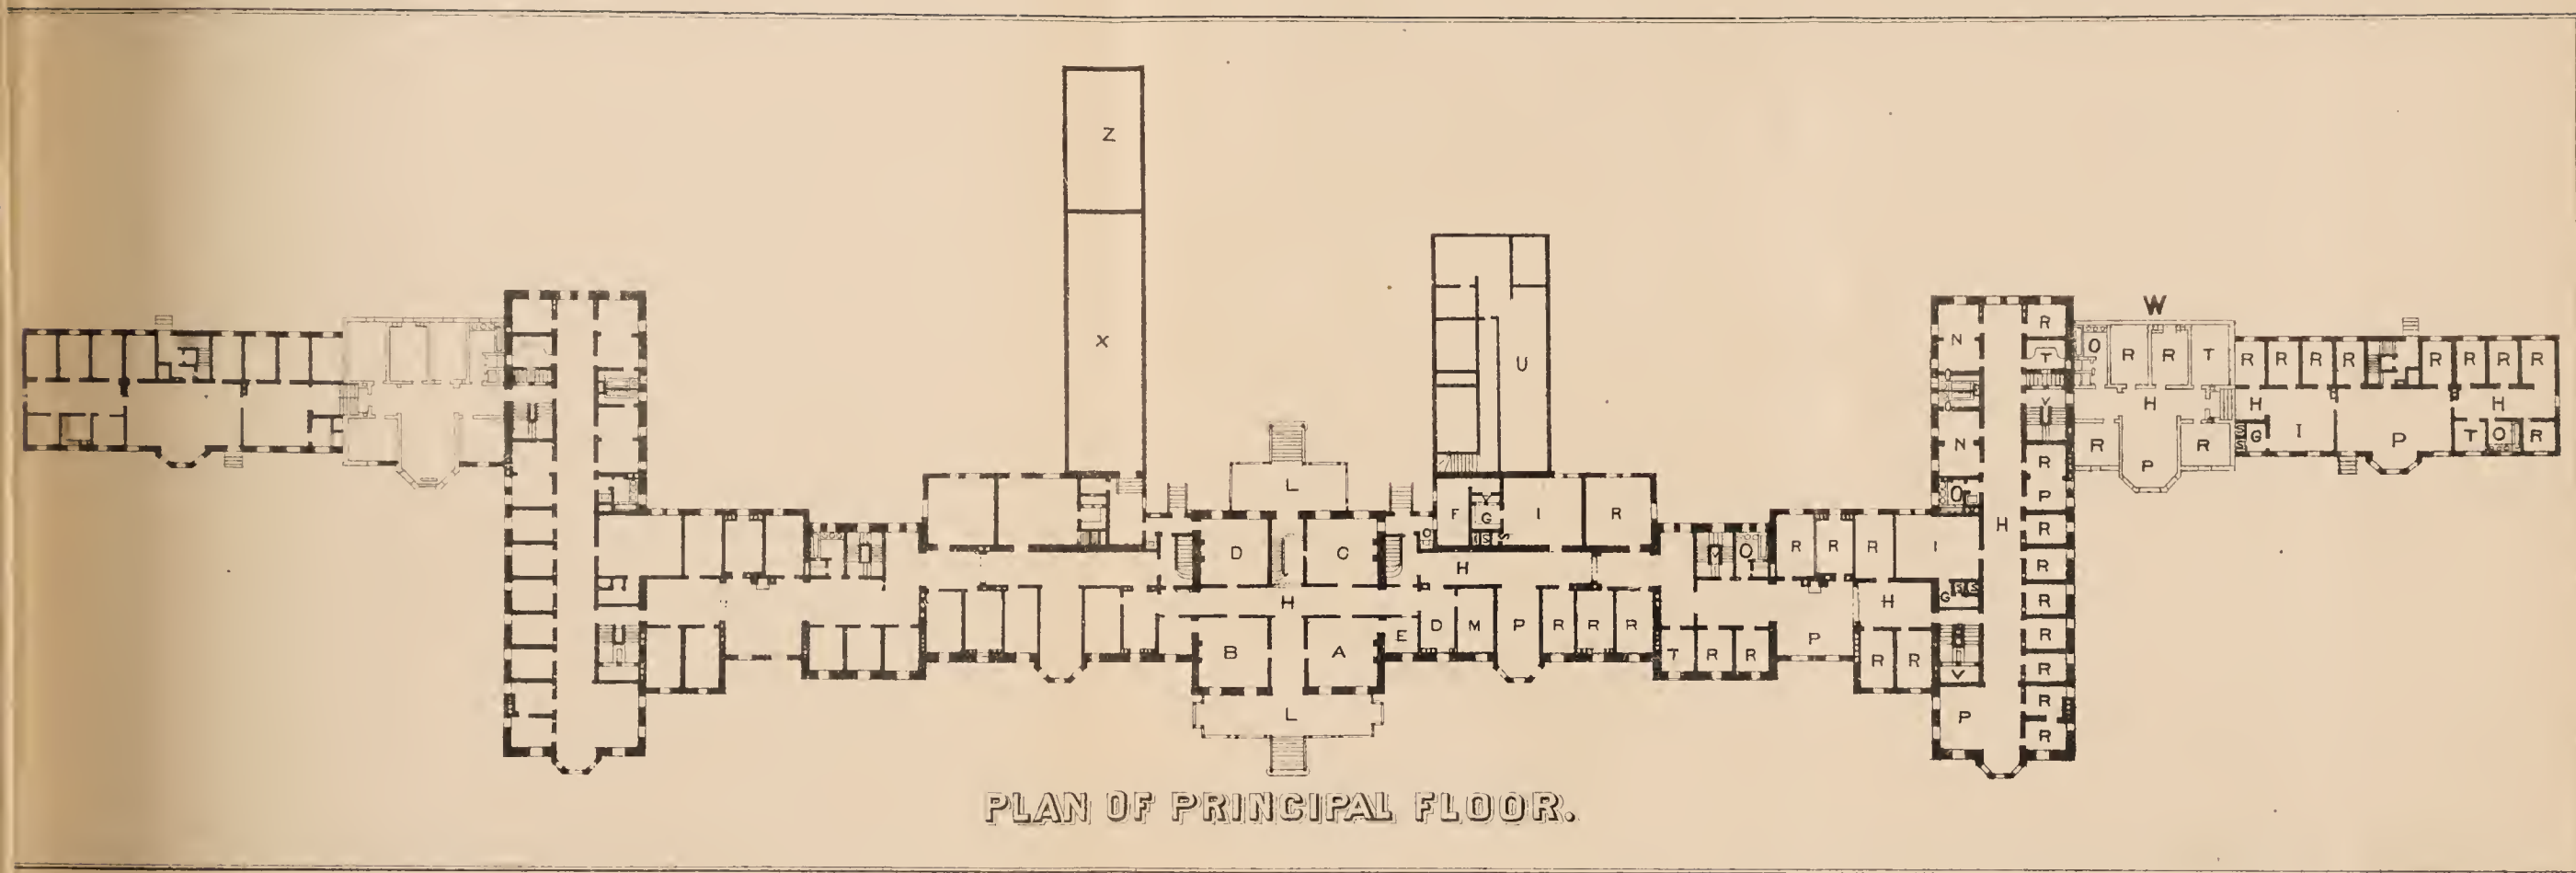 Z
X
U
W
N R
T
O R R T R R R R R R R R
V
H H H
N
R R G I P T O R
P
R
P
O
L
F V G I R
I S S
O
D C
H
H
H
V O R R R I
R
R
G S S
R
H
E D M P R R R
P
R
B A
T R R
R R
V
R
R
P
R
L
PLAN OF PRINCIPAL FLOOR.